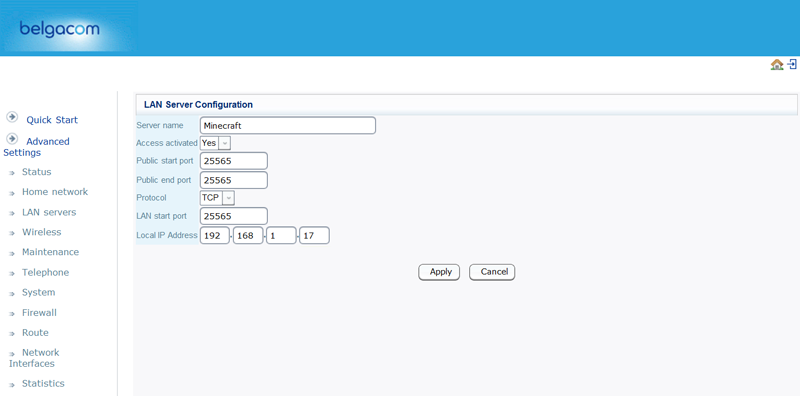 belgacom
Quick Start
Advanced
Settings
Status
Home network
LAN servers
Wireless
Maintenance
Telephone
System
Firewall
Route
Network
Interfaces
Statistics
LAN Server Configuration
Server name Minecraft
Access activated Yes
Public start port 25565
Public end port 25565
Protocol TCP
LAN start port 25565
Local IP Address 192 . 168 . 1 . 17
Apply Cancel